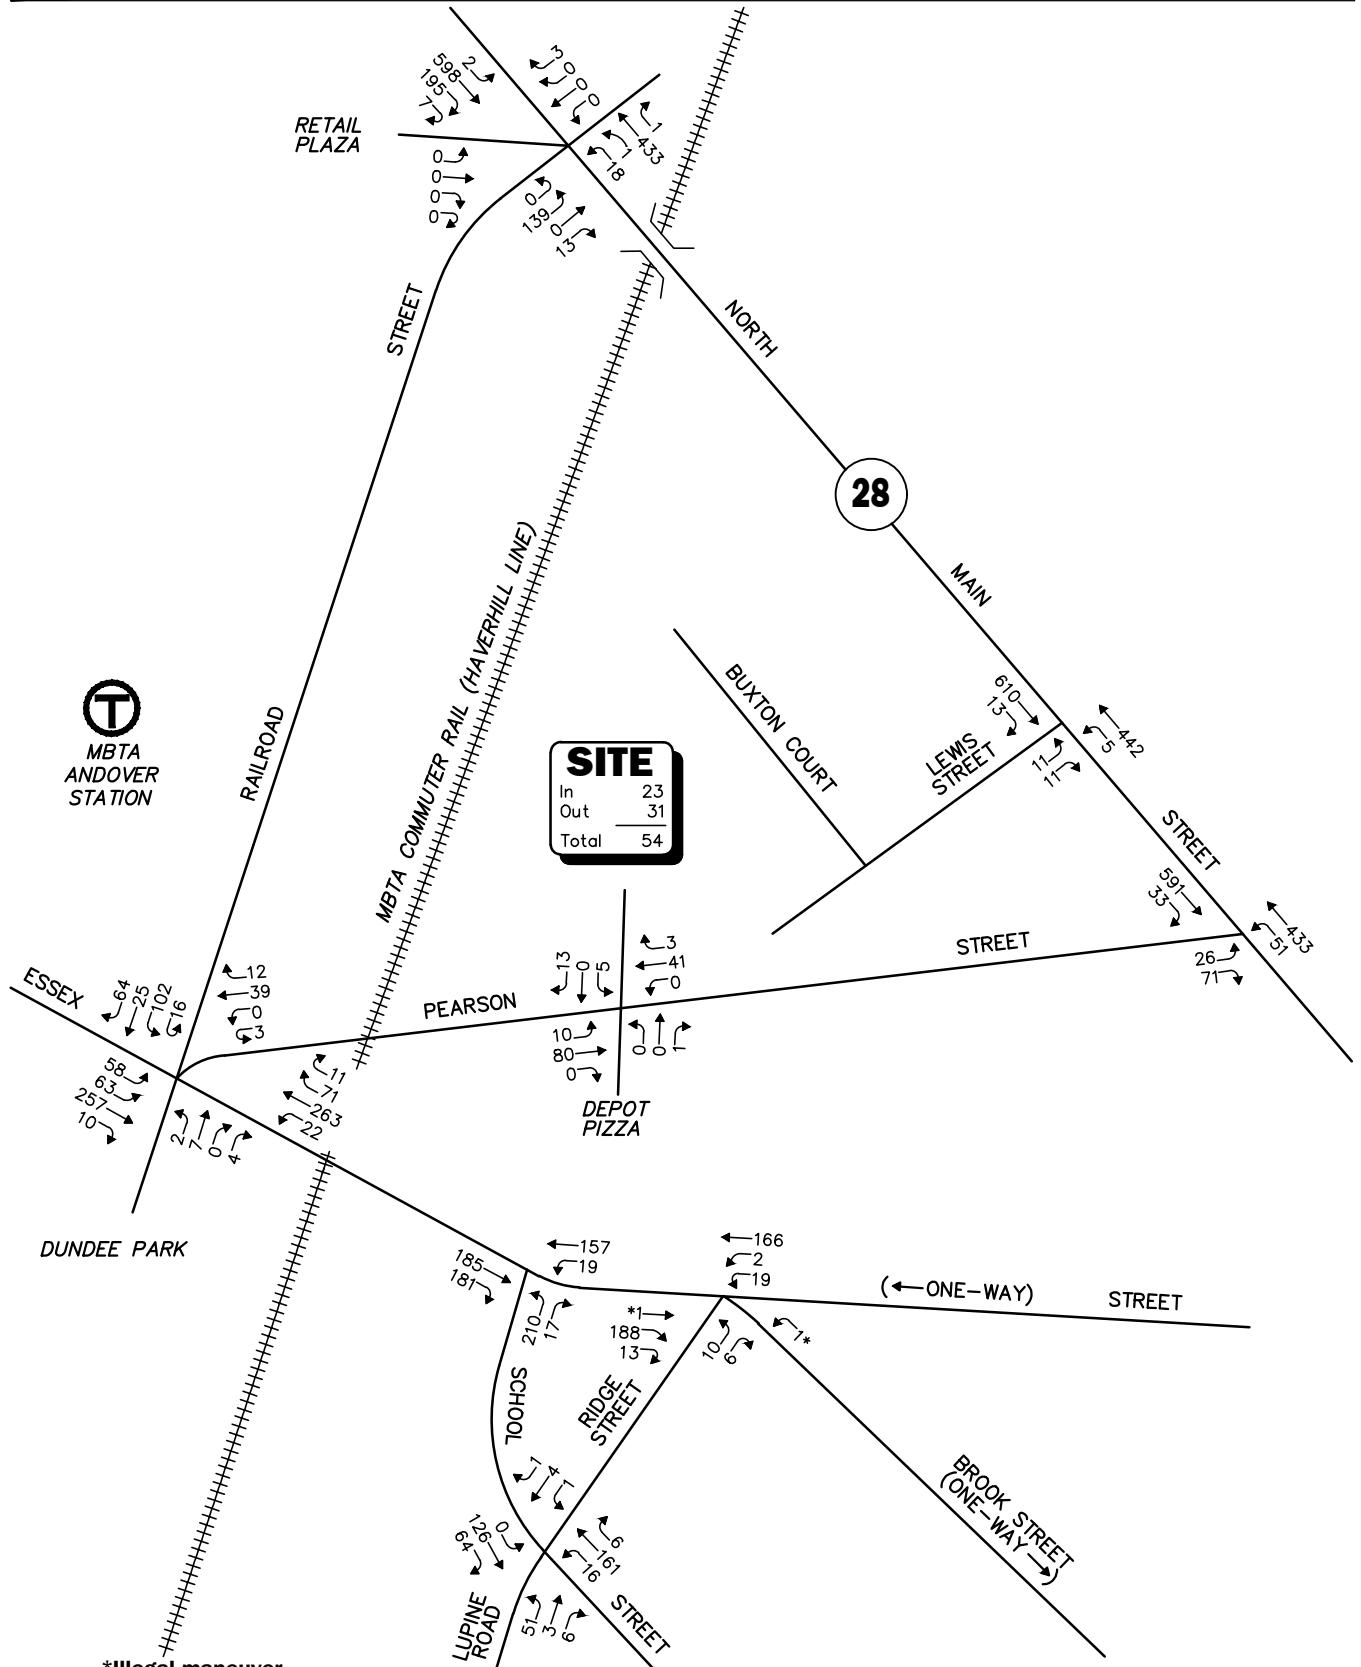 2
598
195
7
3
0
0
0
1
433
1
18
RETAIL
PLAZA
0
0
0
0
0
139
0
13
STREET
NORTH
28
MAIN
MBTA COMMUTER RAIL (HAVERHILL LINE)
T
MBTA
ANDOVER
STATION
RAILROAD
SITE
In 23
Out 31
Total 54
BUXTON COURT
LEWIS
STREET
610
13
442
5
11
11
STREET
591
33
433
51
26
71
STREET
PEARSON
ESSEX
64
25
102
16
12
39
0
3
13
0
5
3
41
0
10
80
0
0
0
1
DEPOT
PIZZA
58
63
257
10
2
7
0
4
11
71
263
22
DUNDEE PARK
185
181
157
19
210
17
166
2
19
*1
188
13
10
6
1*
(ONE-WAY)
STREET
SCHOOL
RIDGE
STREET
BROOK STREET
(ONE-WAY)
1
4
1
0
126
64
6
161
16
51
3
6
LUPINE
ROAD
STREET
*Illegal maneuver